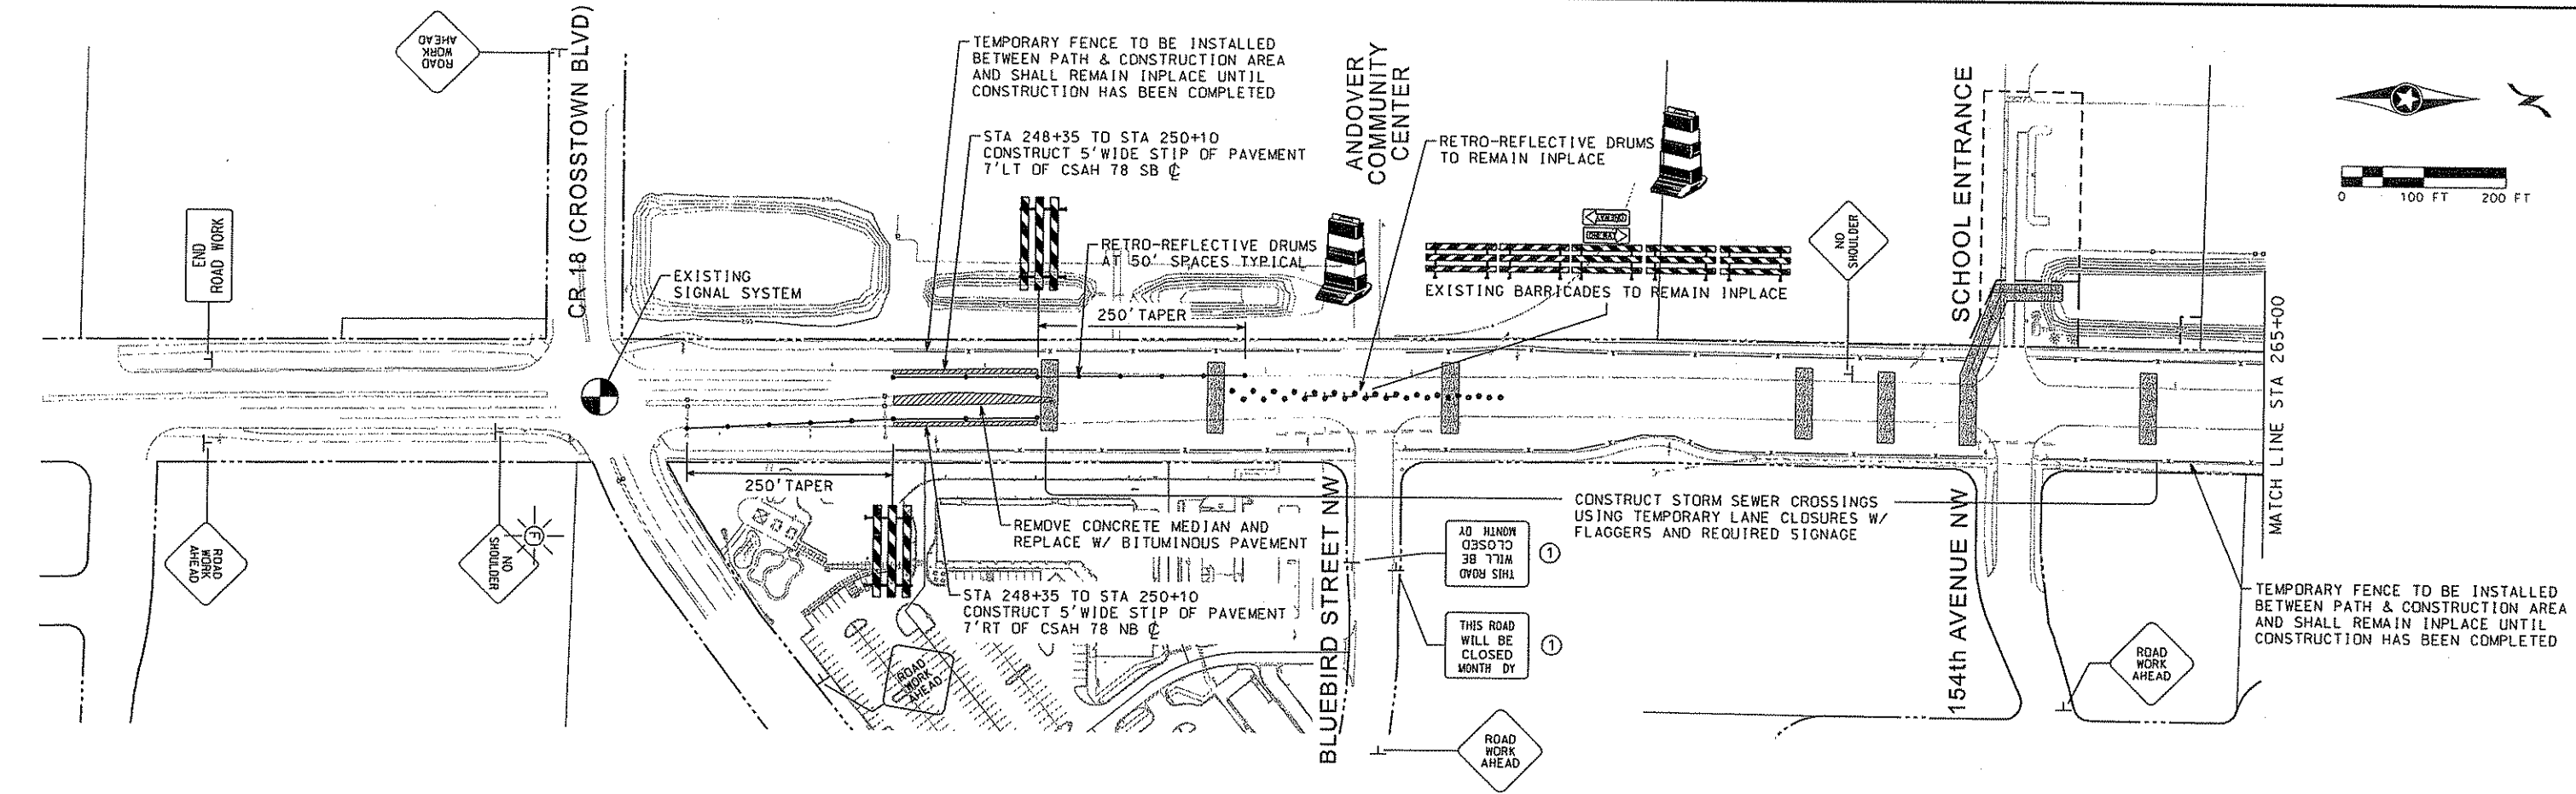 ROAD
WORK
AHEAD
CR 18 (CROSSTOWN BLVD)
TEMPORARY FENCE TO BE INSTALLED
BETWEEN PATH & CONSTRUCTION AREA
AND SHALL REMAIN INPLACE UNTIL
CONSTRUCTION HAS BEEN COMPLETED
STA 248+35 TO STA 250+10
CONSTRUCT 5'WIDE STIP OF PAVEMENT
7'LT OF CSAH 78 SB ℄
ANDOVER
COMMUNITY
CENTER
RETRO-REFLECTIVE DRUMS
TO REMAIN INPLACE
SCHOOL ENTRANCE
0 100 FT 200 FT
END
ROAD WORK
EXISTING
SIGNAL SYSTEM
RETRO-REFLECTIVE DRUMS
AT 50' SPACES TYPICAL
250' TAPER
EXISTING BARRICADES TO REMAIN INPLACE
NO
SHOULDER
MATCH LINE STA 265+00
250' TAPER
ROAD
WORK
AHEAD
NO
SHOULDER
F
REMOVE CONCRETE MEDIAN AND
REPLACE W/ BITUMINOUS PAVEMENT
STA 248+35 TO STA 250+10
CONSTRUCT 5'WIDE STIP OF PAVEMENT
7'RT OF CSAH 78 NB ℄
ROAD
WORK
AHEAD
BLUEBIRD STREET NW
THIS ROAD
WILL BE
CLOSED
MONTH DY
1
THIS ROAD
WILL BE
CLOSED
MONTH DY
1
ROAD
WORK
AHEAD
CONSTRUCT STORM SEWER CROSSINGS
USING TEMPORARY LANE CLOSURES W/
FLAGGERS AND REQUIRED SIGNAGE
154th AVENUE NW
ROAD
WORK
AHEAD
TEMPORARY FENCE TO BE INSTALLED
BETWEEN PATH & CONSTRUCTION AREA
AND SHALL REMAIN INPLACE UNTIL
CONSTRUCTION HAS BEEN COMPLETED